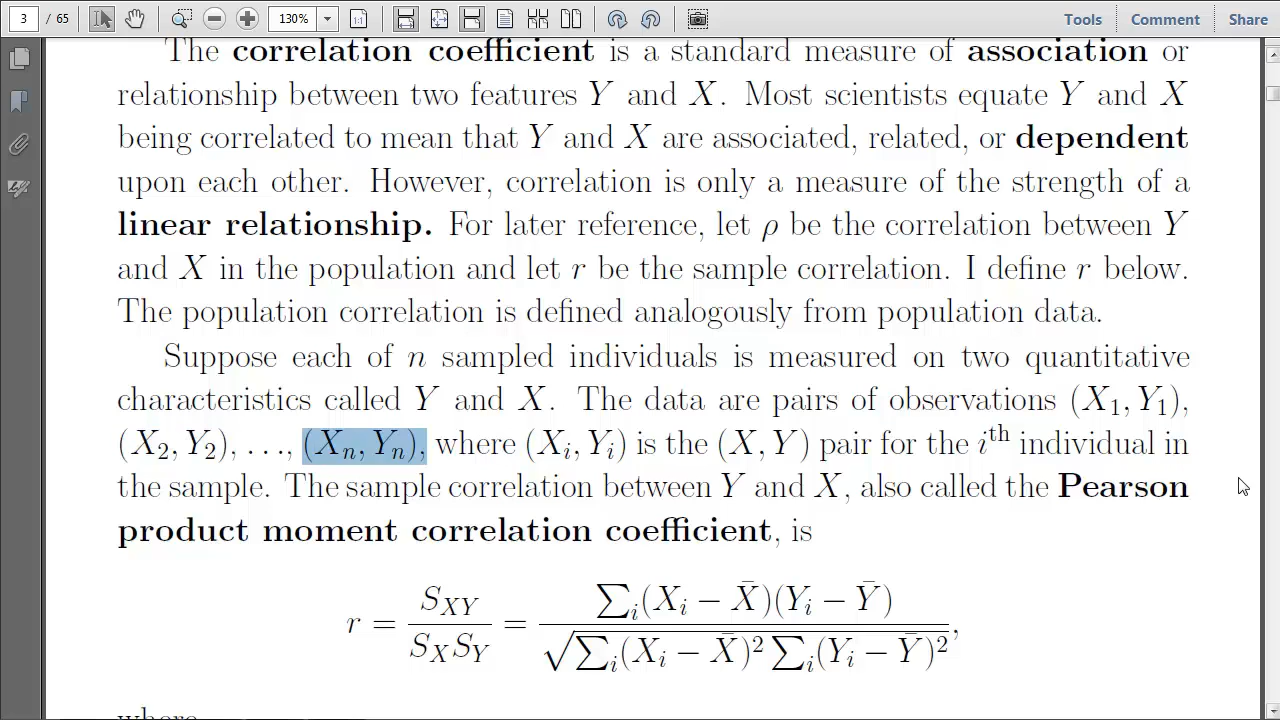 3 / 65 130% Tools Comment Share
The correlation coefficient is a standard measure of association or
relationship between two features Y and X. Most scientists equate Y and X
being correlated to mean that Y and X are associated, related, or dependent
upon each other. However, correlation is only a measure of the strength of a
linear relationship. For later reference, let ρ be the correlation between Y
and X in the population and let r be the sample correlation. I define r below.
The population correlation is defined analogously from population data.
Suppose each of n sampled individuals is measured on two quantitative
characteristics called Y and X. The data are pairs of observations (X₁, Y₁),
(X₂, Y₂), . . ., (Xₙ, Yₙ), where (Xᵢ, Yᵢ) is the (X, Y) pair for the iᵗʰ individual in
the sample. The sample correlation between Y and X, also called the Pearson
product moment correlation coefficient, is
r = S_XY / (S_X S_Y) = ∑ᵢ(Xᵢ − X̄)(Yᵢ − Ȳ) / √(∑ᵢ(Xᵢ − X̄)² ∑ᵢ(Yᵢ − Ȳ)²),
where